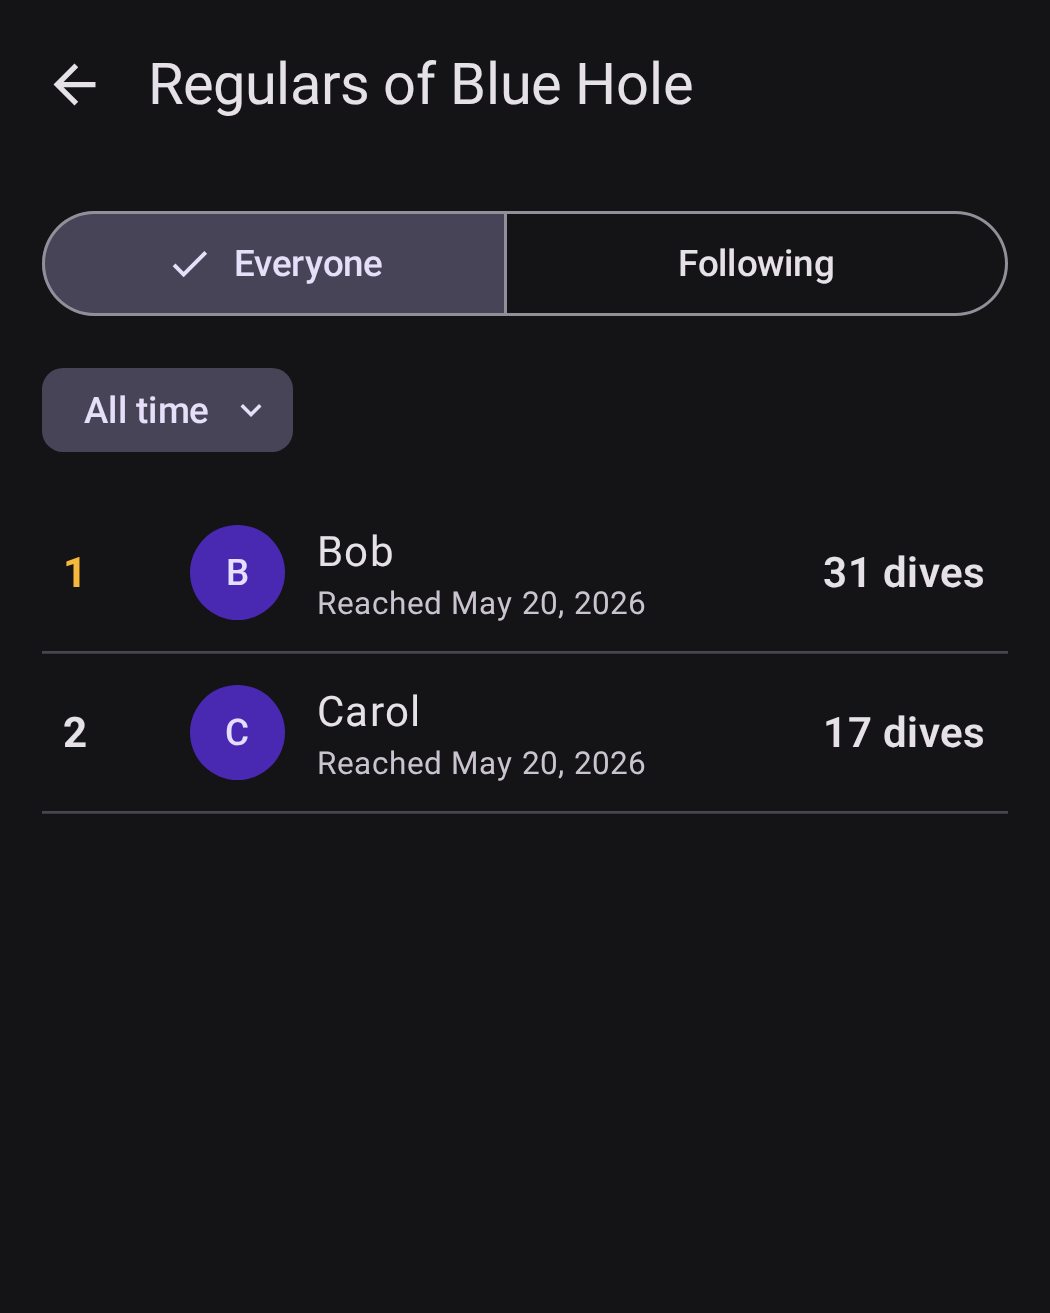 Regulars of Blue Hole
Everyone
Following
All time
1
B
Bob
Reached May 20, 2026
31 dives
2
C
Carol
Reached May 20, 2026
17 dives